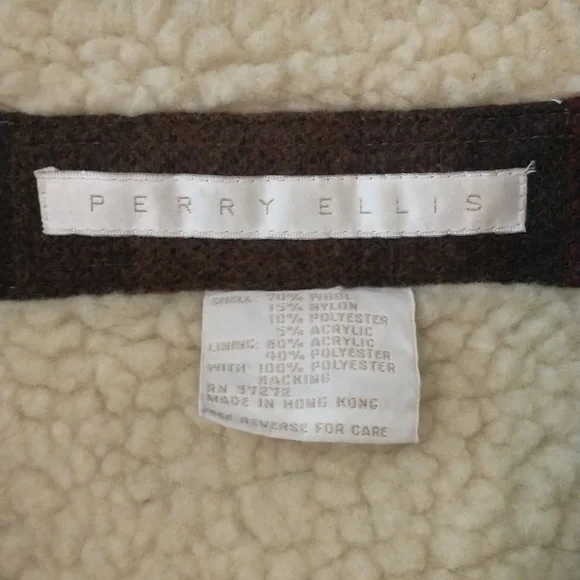 PERRY ELLIS
SHELL: 70% WOOL
15% NYLON
10% POLYESTER
5% ACRYLIC
LINING: 60% ACRYLIC
40% POLYESTER
WITH 100% POLYESTER
BACKING
RN 37272
MADE IN HONG KONG
REVERSE FOR CARE